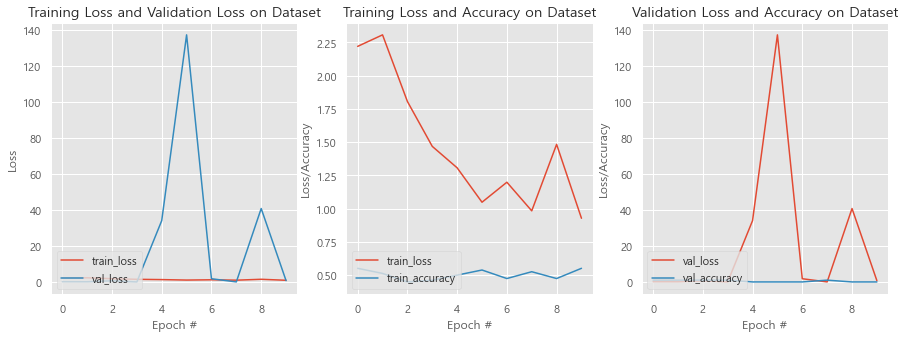 Training Loss and Validation Loss on Dataset
140
120
100
80
60
40
20
0
Loss
train_loss
val_loss
0 2 4 6 8
Epoch #
Training Loss and Accuracy on Dataset
2.25
2.00
1.75
1.50
1.25
1.00
0.75
0.50
Loss/Accuracy
train_loss
train_accuracy
0 2 4 6 8
Epoch #
Validation Loss and Accuracy on Dataset
140
120
100
80
60
40
20
0
Loss/Accuracy
val_loss
val_accuracy
0 2 4 6 8
Epoch #